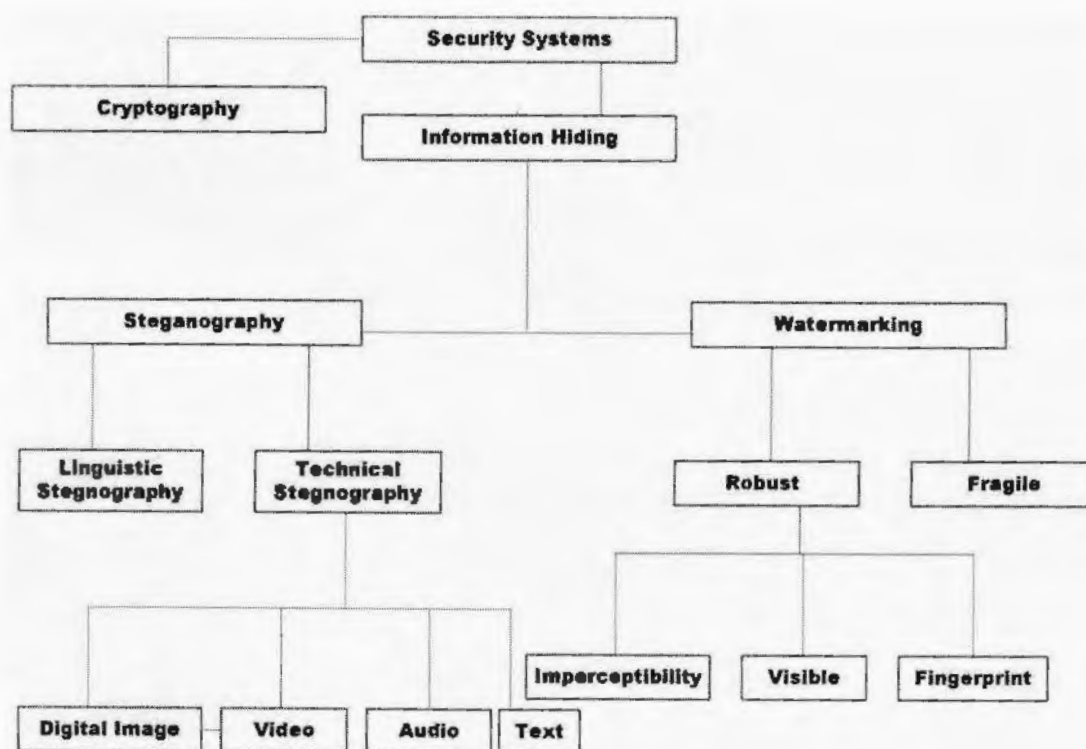 Security Systems
Cryptography
Information Hiding
Steganography
Watermarking
Linguistic
Stegnography
Technical
Stegnography
Robust
Fragile
Imperceptibility
Visible
Fingerprint
Digital Image
Video
Audio
Text